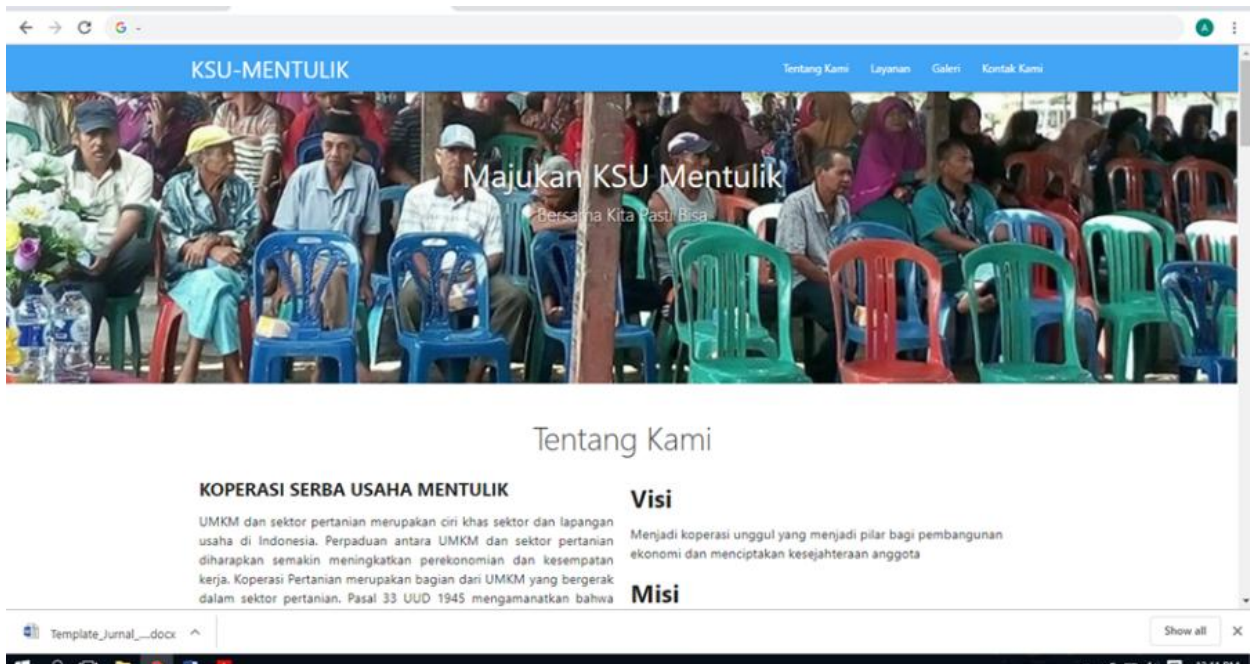 KSU-MENTULIK
Tentang Kami Layanan Galeri Kontak Kami
Majukan KSU Mentulik
Bersama Kita Pasti Bisa
Tentang Kami
KOPERASI SERBA USAHA MENTULIK
UMKM dan sektor pertanian merupakan ciri khas sektor dan lapangan
usaha di Indonesia. Perpaduan antara UMKM dan sektor pertanian
diharapkan semakin meningkatkan perekonomian dan kesempatan
kerja. Koperasi Pertanian merupakan bagian dari UMKM yang bergerak
dalam sektor pertanian. Pasal 33 UUD 1945 mengamanatkan bahwa
Visi
Menjadi koperasi unggul yang menjadi pilar bagi pembangunan
ekonomi dan menciptakan kesejahteraan anggota
Misi
Template_Jurnal_....docx
Show all